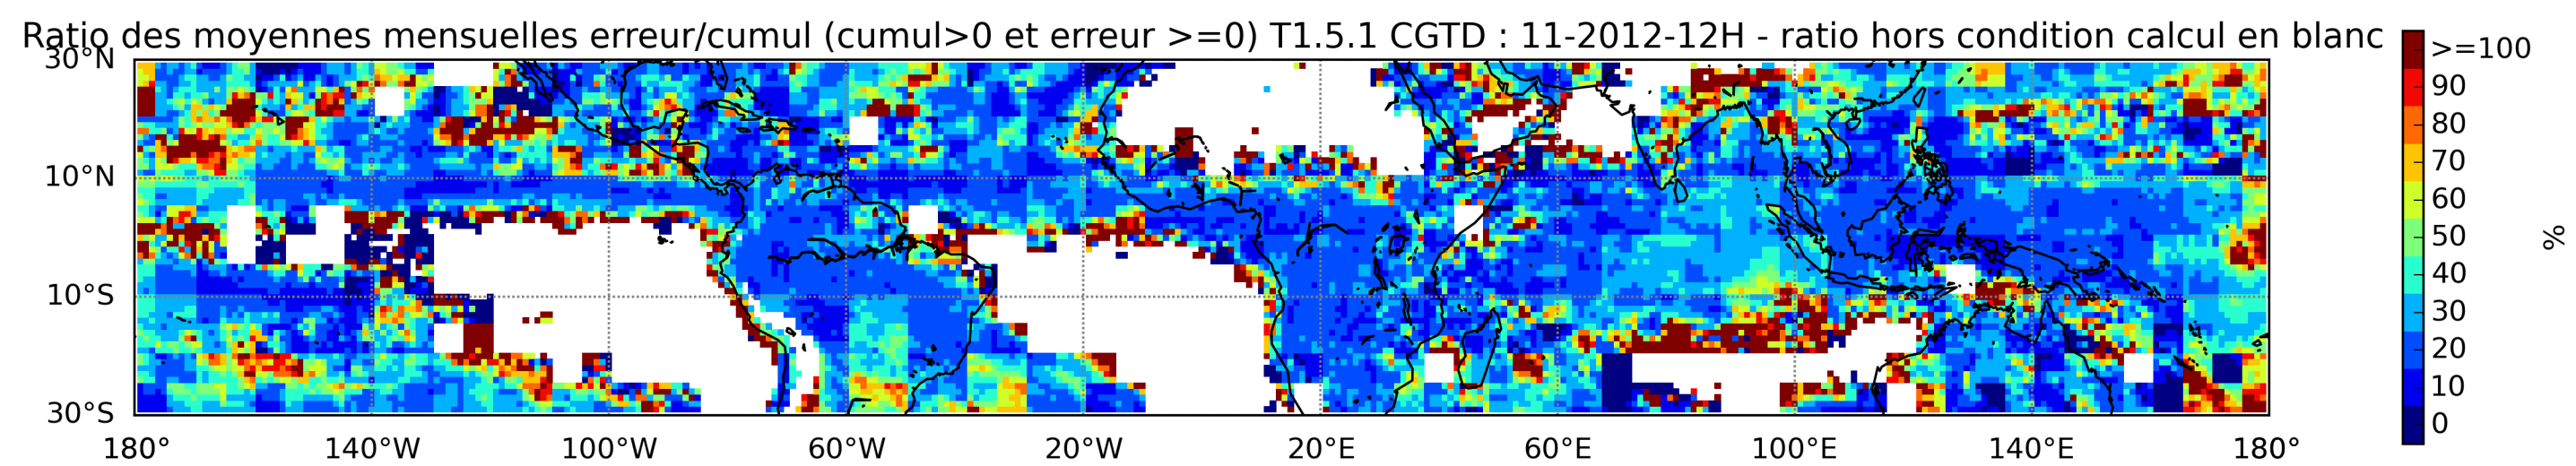 Ratio des moyennes mensuelles erreur/cumul (cumul>0 et erreur >=0) T1.5.1 CGTD : 11-2012-12H - ratio hors condition calcul en blanc
30°N
10°N
10°S
30°S
180° 140°W 100°W 60°W 20°W 20°E 60°E 100°E 140°E 180°
>=100
90
80
70
60
50
40
30
20
10
0
%